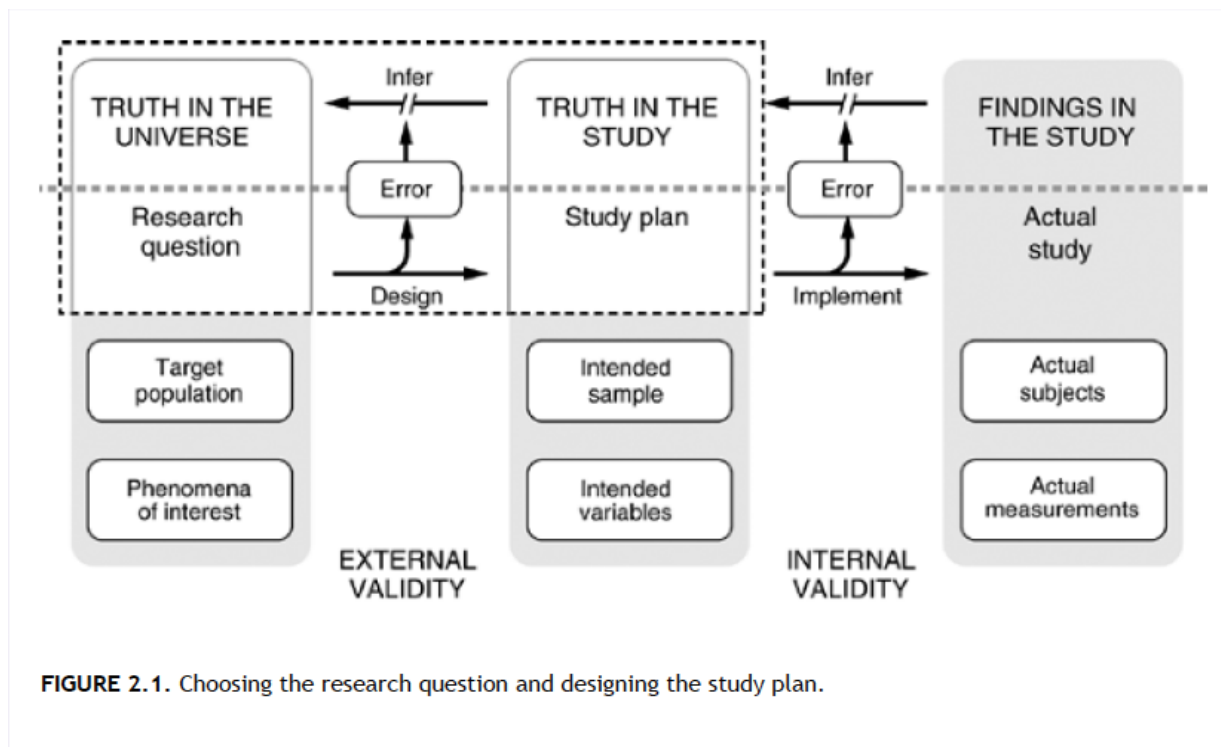 TRUTH IN THE
UNIVERSE
Research
question
Target
population
Phenomena
of interest
Infer
Error
Design
EXTERNAL
VALIDITY
TRUTH IN THE
STUDY
Study plan
Intended
sample
Intended
variables
Infer
Error
Implement
INTERNAL
VALIDITY
FINDINGS IN
THE STUDY
Actual
study
Actual
subjects
Actual
measurements
FIGURE 2.1. Choosing the research question and designing the study plan.